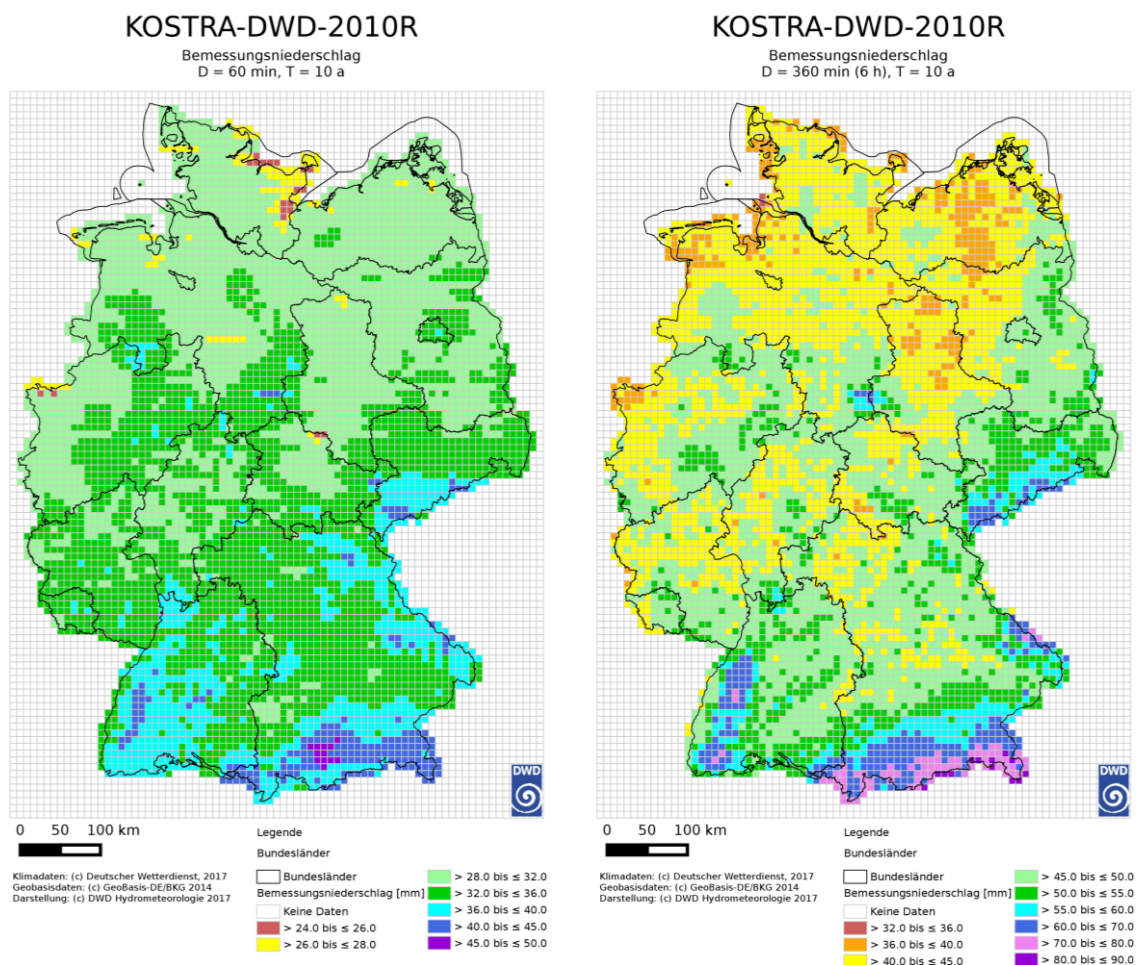 KOSTRA-DWD-2010R
Bemessungsniederschlag
D = 60 min, T = 10 a
DWD
0 50 100 km
Klimadaten: (c) Deutscher Wetterdienst, 2017
Geobasisdaten: (c) GeoBasis-DE/BKG 2014
Darstellung: (c) DWD Hydrometeorologie 2017
Legende
Bundesländer
Bundesländer
Bemessungsniederschlag [mm]
Keine Daten
> 24.0 bis ≤ 26.0
> 26.0 bis ≤ 28.0
> 28.0 bis ≤ 32.0
> 32.0 bis ≤ 36.0
> 36.0 bis ≤ 40.0
> 40.0 bis ≤ 45.0
> 45.0 bis ≤ 50.0
KOSTRA-DWD-2010R
Bemessungsniederschlag
D = 360 min (6 h), T = 10 a
DWD
0 50 100 km
Klimadaten: (c) Deutscher Wetterdienst, 2017
Geobasisdaten: (c) GeoBasis-DE/BKG 2014
Darstellung: (c) DWD Hydrometeorologie 2017
Legende
Bundesländer
Bundesländer
Bemessungsniederschlag [mm]
Keine Daten
> 32.0 bis ≤ 36.0
> 36.0 bis ≤ 40.0
> 40.0 bis ≤ 45.0
> 45.0 bis ≤ 50.0
> 50.0 bis ≤ 55.0
> 55.0 bis ≤ 60.0
> 60.0 bis ≤ 70.0
> 70.0 bis ≤ 80.0
> 80.0 bis ≤ 90.0